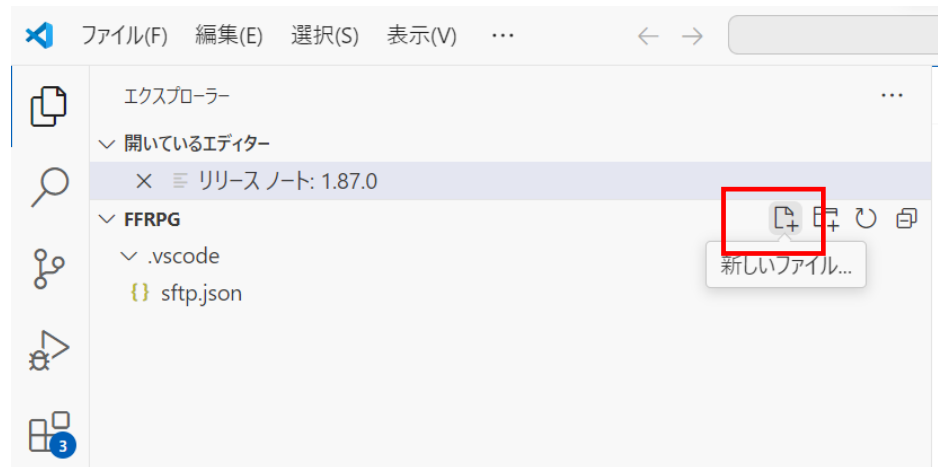 ファイル(F) 編集(E) 選択(S) 表示(V) …
エクスプローラー …
開いているエディター
リリース ノート: 1.87.0
FFRPG
.vscode
新しいファイル...
{} sftp.json
3